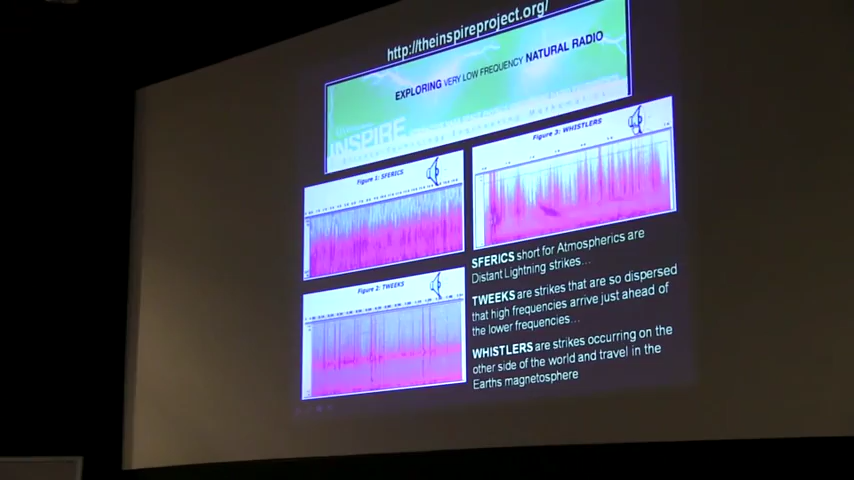 http://theinspireproject.org/
EXPLORING VERY LOW FREQUENCY NATURAL RADIO
INSPIRE
Figure 1: SFERICS
Figure 3: WHISTLERS
Figure 2: TWEEKS
SFERICS short for Atmospherics are
Distant Lightning strikes...
TWEEKS are strikes that are so dispersed
that high frequencies arrive just ahead of
the lower frequencies...
WHISTLERS are strikes occurring on the
other side of the world and travel in the
Earths magnetosphere